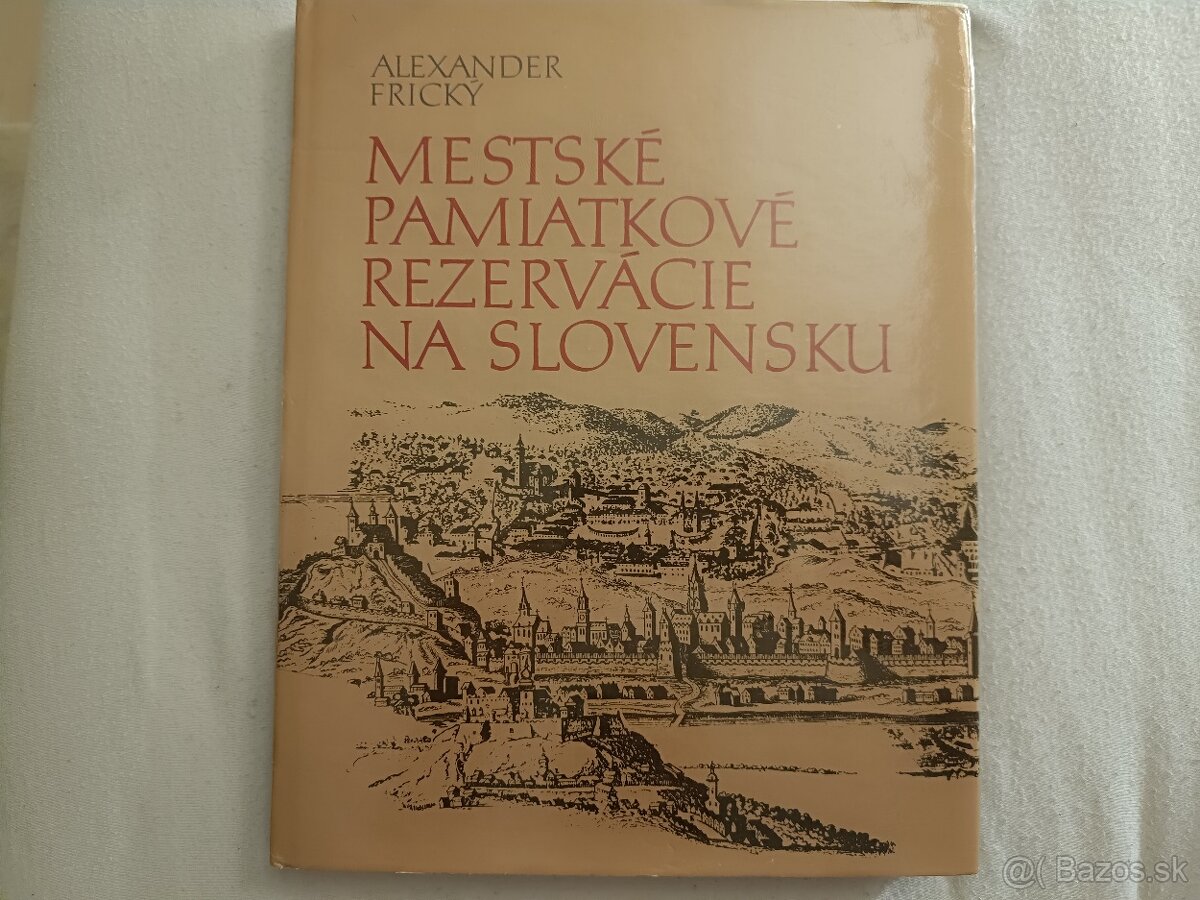 ALEXANDER
FRICKÝ
MESTSKÉ
PAMIATKOVÉ
REZERVÁCIE
NA SLOVENSKU
@( Bazos.sk